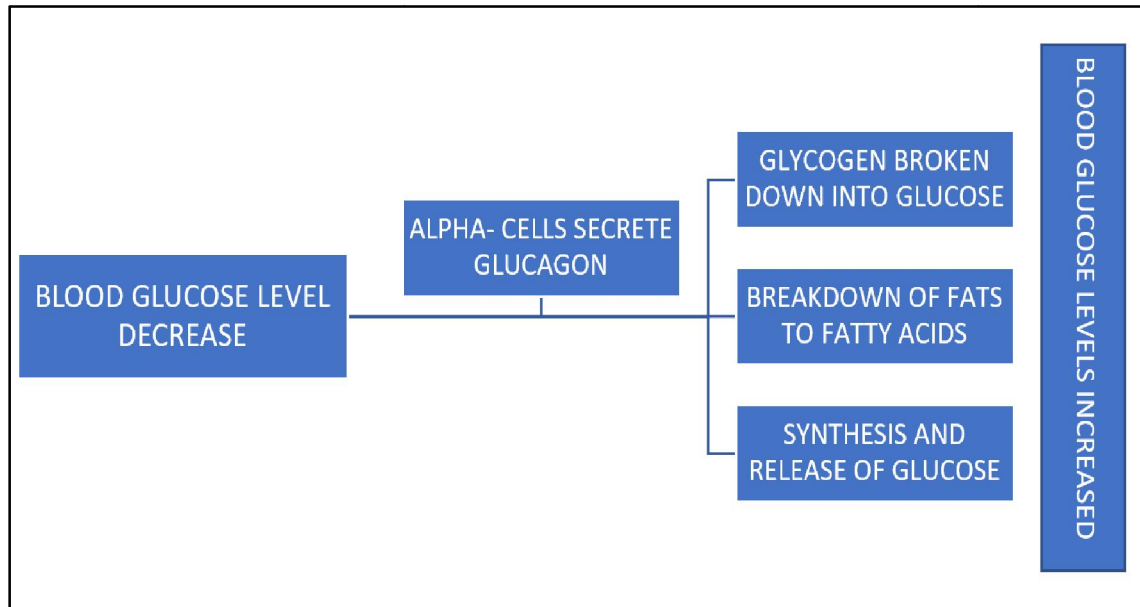 BLOOD GLUCOSE LEVEL
DECREASE
ALPHA- CELLS SECRETE
GLUCAGON
GLYCOGEN BROKEN
DOWN INTO GLUCOSE
BREAKDOWN OF FATS
TO FATTY ACIDS
SYNTHESIS AND
RELEASE OF GLUCOSE
BLOOD GLUCOSE LEVELS INCREASED